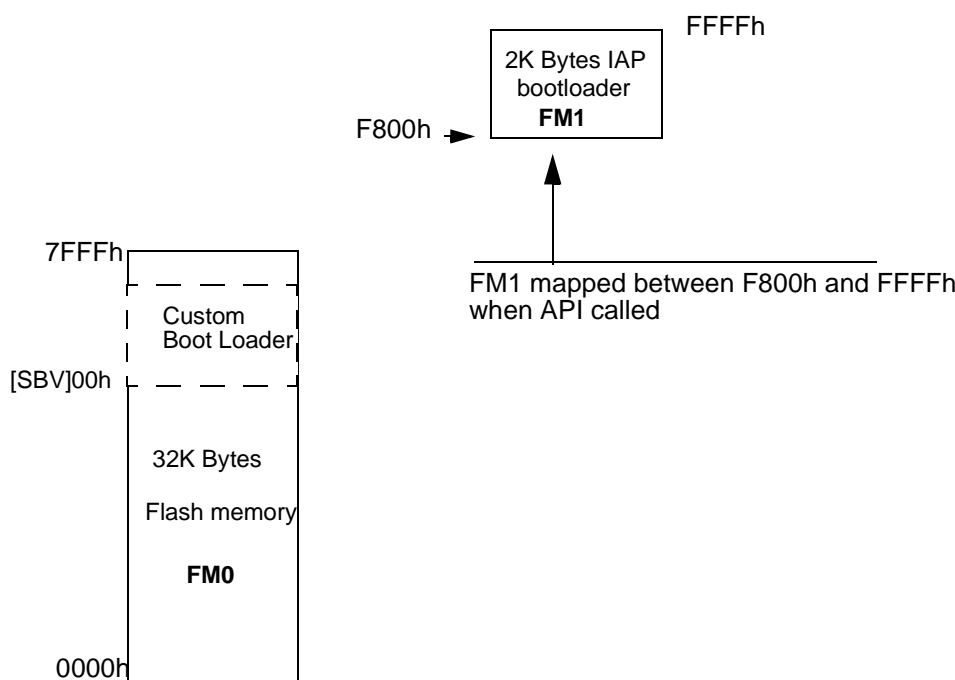 FFFFh
2K Bytes IAP
bootloader
FM1
F800h
7FFFh
FM1 mapped between F800h and FFFFh
when API called
Custom
Boot Loader
[SBV]00h
32K Bytes
Flash memory
FM0
0000h